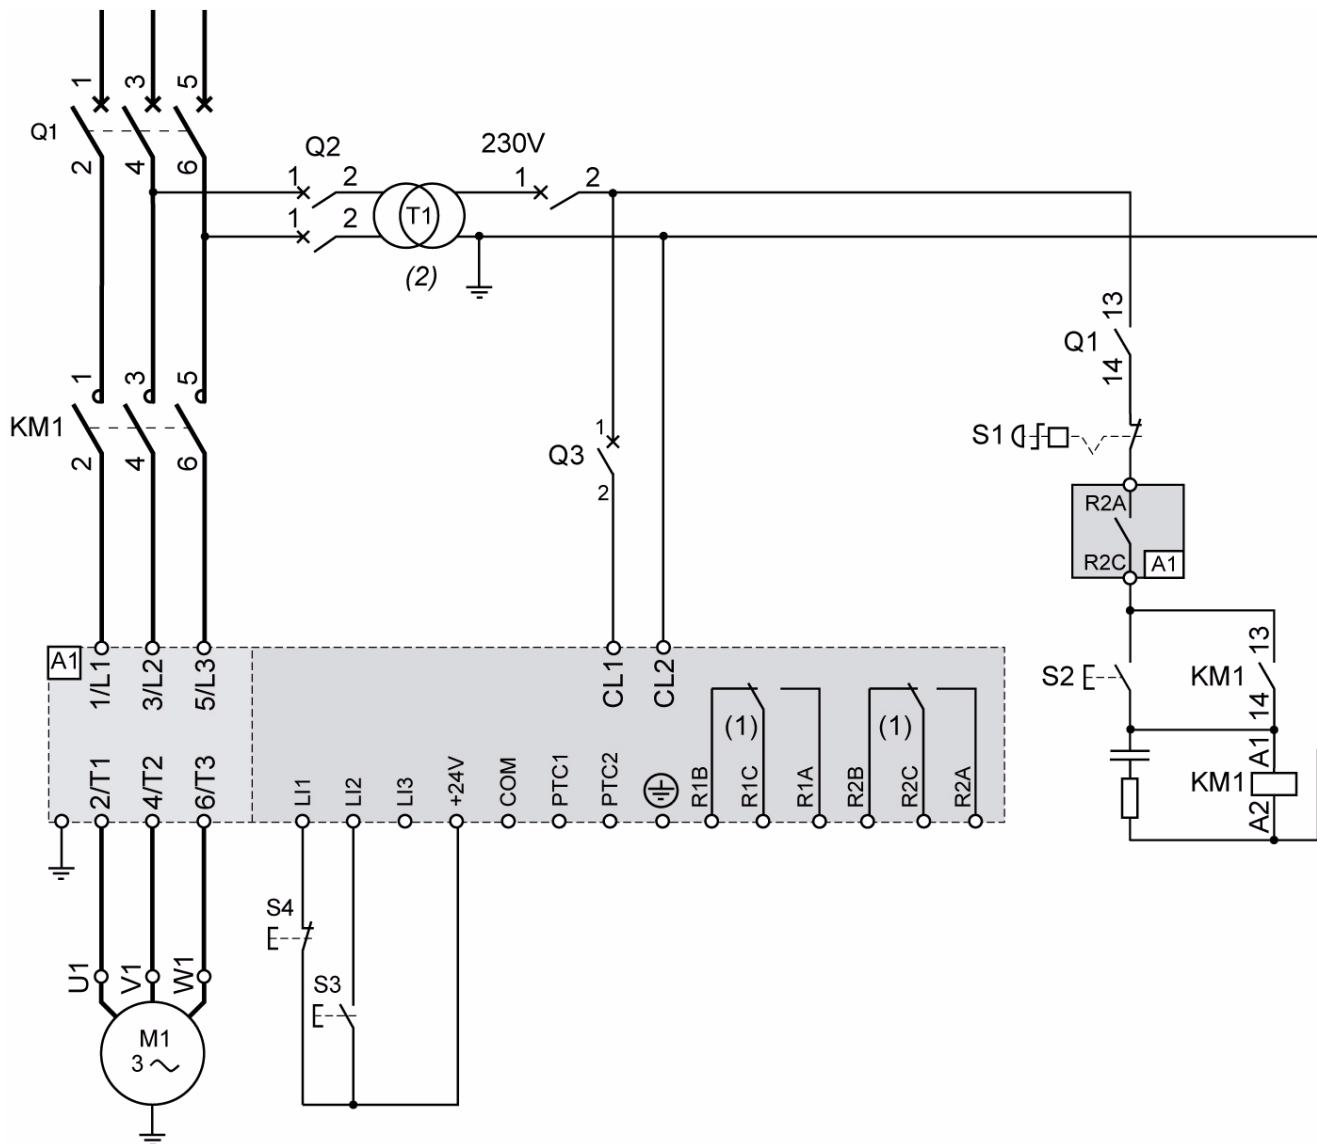 1 3 5
Q1
2 4 6
Q2
230V
1 2
1 2
1 2
T1
(2)
13
Q1
14
1 3 5
KM1
2 4 6
1
Q3
2
S1
R2A
R2C A1
A1
1/L1 3/L2 5/L3
CL1 CL2
13
S2
KM1
14
(1) (1)
2/T1 4/T2 6/T3
LI1 LI2 LI3 +24V COM PTC1 PTC2 R1B R1C R1A R2B R2C R2A
A1
KM1
A2
S4
S3
U1 V1 W1
M1
3